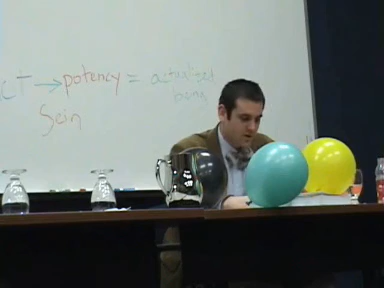 ct → potency = actualized
being
Sein